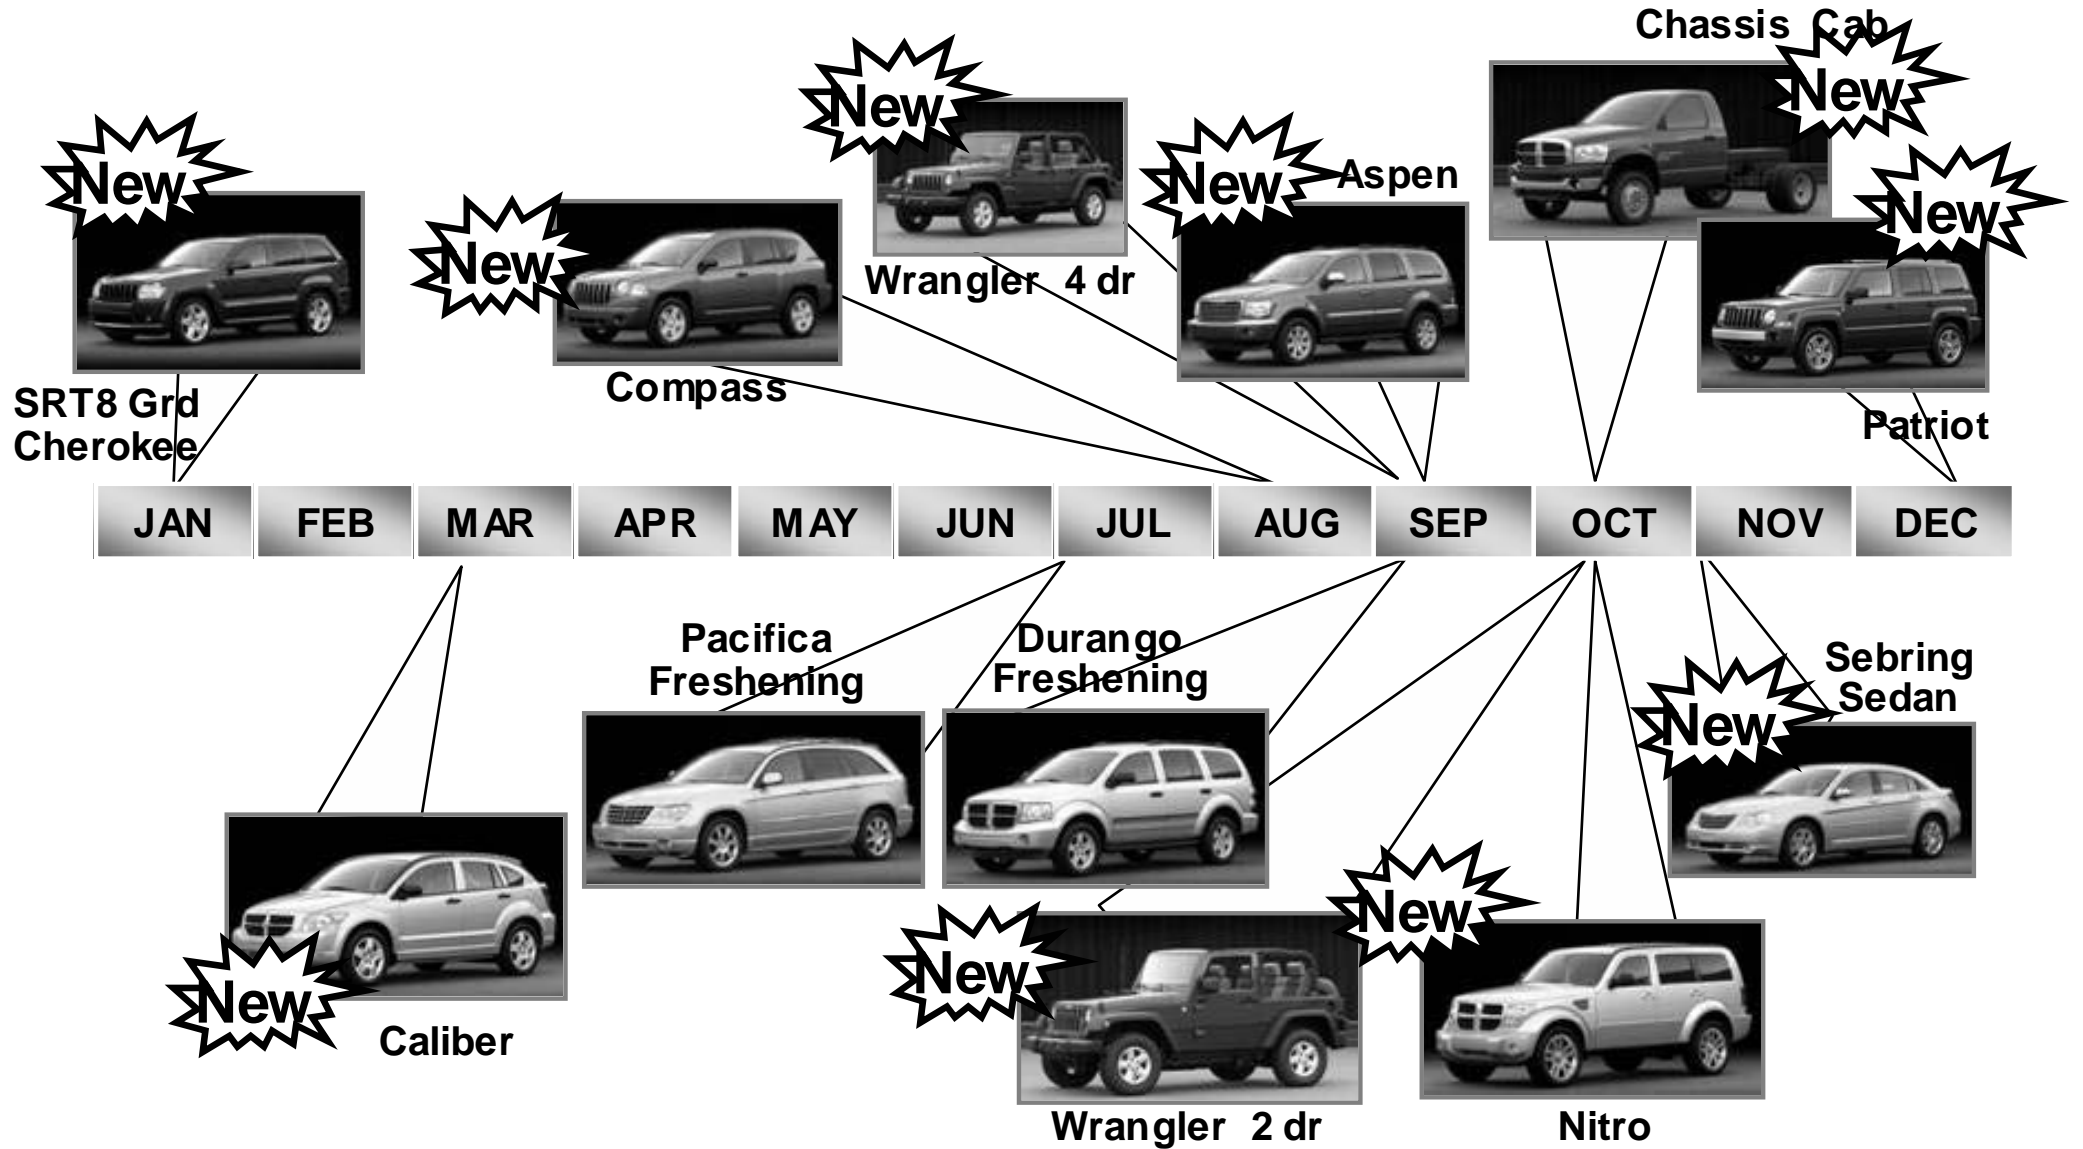 Chassis Cab
New
New
New
Aspen
New
New
New
Wrangler 4 dr
Compass
SRT8 Grd
Cherokee
Patriot
JAN FEB MAR APR MAY JUN JUL AUG SEP OCT NOV DEC
Pacifica
Freshening
Durango
Freshening
Sebring
Sedan
New
New
New
New
Caliber
Wrangler 2 dr
Nitro